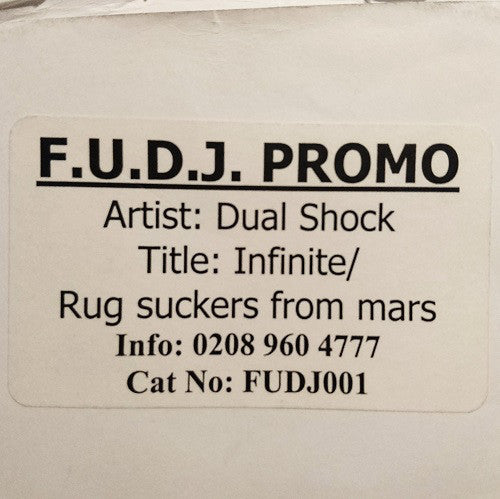 F.U.D.J. PROMO
Artist: Dual Shock
Title: Infinite/
Rug suckers from mars
Info: 0208 960 4777
Cat No: FUDJ001